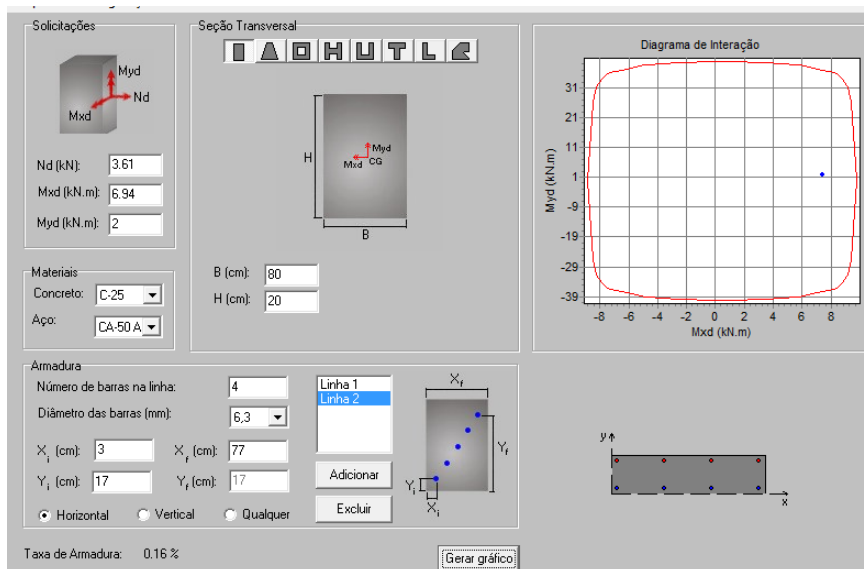 Solicitações
Myd
Nd
Mxd
Nd (kN): 3.61
Mxd (kN.m): 6.94
Myd (kN.m): 2
Materiais
Concreto: C-25
Aço: CA-50 A
Seção Transversal
H
Myd
Mxd CG
B
B (cm): 80
H (cm): 20
Diagrama de Interação
Myd (kN.m)
31
21
11
1
-9
-19
-29
-39
-8 -6 -4 -2 0 2 4 6 8
Mxd (kN.m)
Armadura
Número de barras na linha: 4
Diâmetro das barras (mm): 6,3
Xi (cm): 3 Xf (cm): 77
Yi (cm): 17 Yf (cm): 17
Horizontal Vertical Qualquer
Linha 1
Linha 2
Adicionar
Excluir
Xf
Yf
Yi
Xi
y
x
Taxa de Armadura: 0.16 %
Gerar gráfico